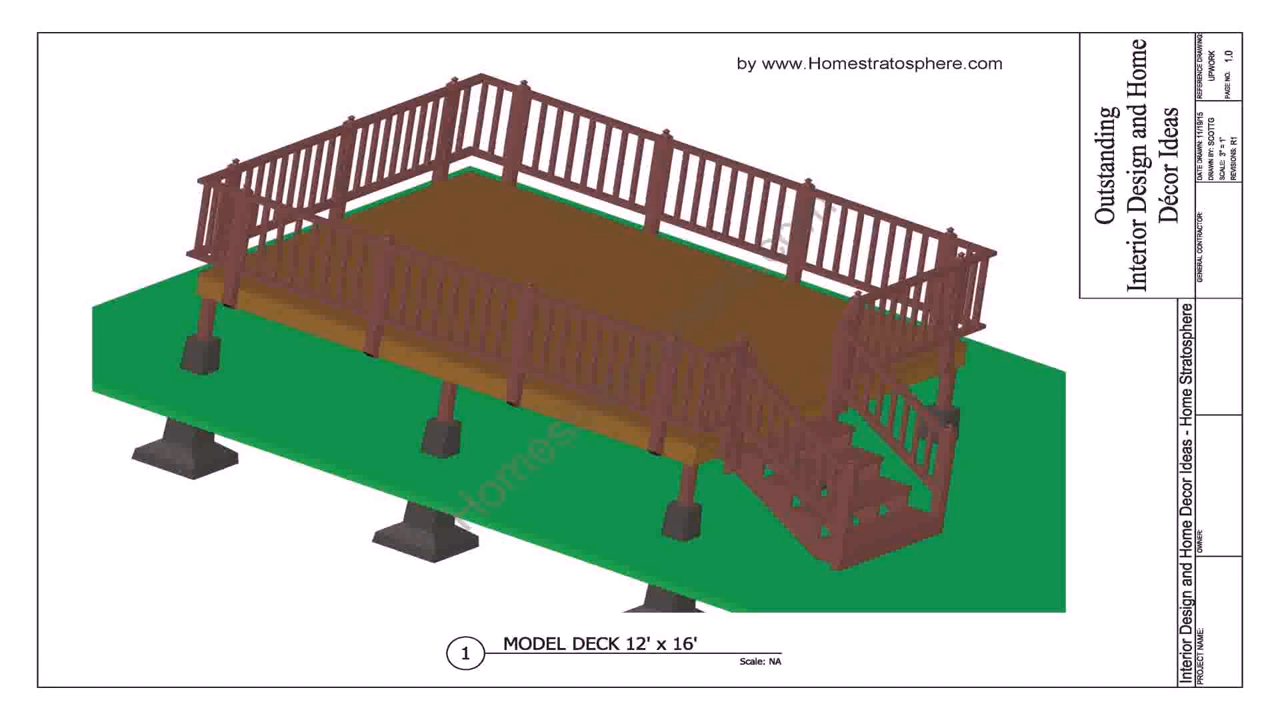 by www.Homestratosphere.com
Outstanding
Interior Design and Home
Décor Ideas
REFERENCE DRAWING:
UPWORK
PAGE NO. 1.0
DATE DRAWN: 11/19/15
DRAWN BY: SCOTTG
SCALE: 3" = 1'
REVISIONS: R1
GENERAL CONTRACTOR:
Interior Design and Home Decor Ideas - Home Stratosphere
OWNER:
PROJECT NAME:
1
MODEL DECK 12' x 16'
Scale: NA